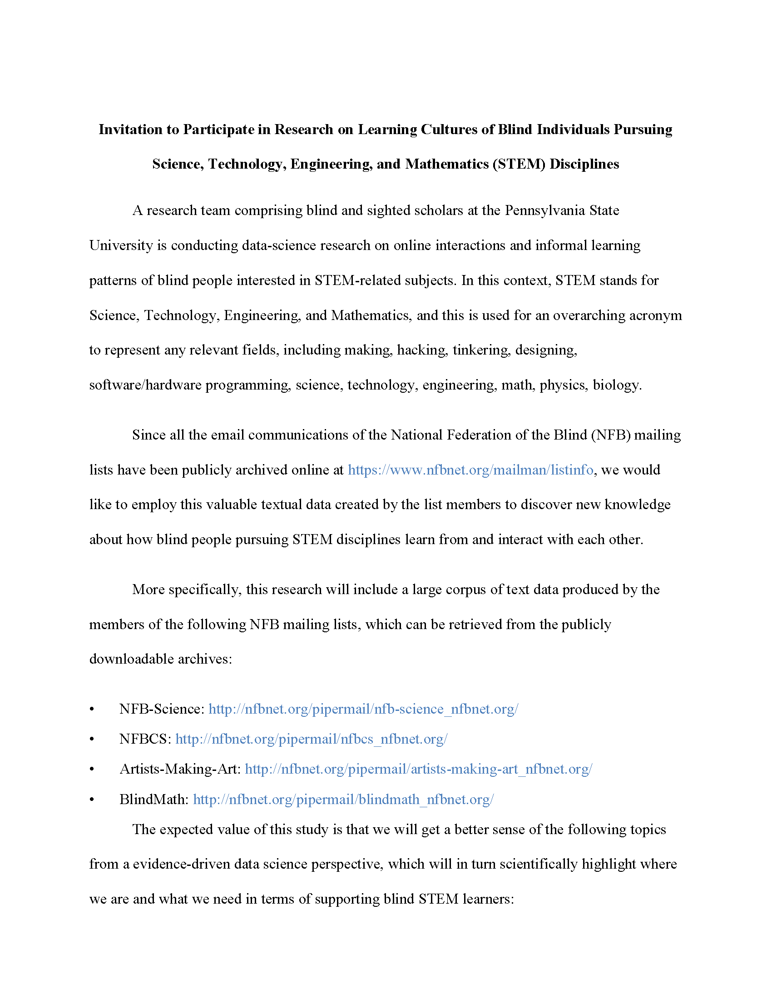 Invitation to Participate in Research on Learning Cultures of Blind Individuals Pursuing
Science, Technology, Engineering, and Mathematics (STEM) Disciplines
A research team comprising blind and sighted scholars at the Pennsylvania State
University is conducting data-science research on online interactions and informal learning
patterns of blind people interested in STEM-related subjects. In this context, STEM stands for
Science, Technology, Engineering, and Mathematics, and this is used for an overarching acronym
to represent any relevant fields, including making, hacking, tinkering, designing,
software/hardware programming, science, technology, engineering, math, physics, biology.
Since all the email communications of the National Federation of the Blind (NFB) mailing
lists have been publicly archived online at https://www.nfbnet.org/mailman/listinfo, we would
like to employ this valuable textual data created by the list members to discover new knowledge
about how blind people pursuing STEM disciplines learn from and interact with each other.
More specifically, this research will include a large corpus of text data produced by the
members of the following NFB mailing lists, which can be retrieved from the publicly
downloadable archives:
• NFB-Science: http://nfbnet.org/pipermail/nfb-science_nfbnet.org/
• NFBCS: http://nfbnet.org/pipermail/nfbcs_nfbnet.org/
• Artists-Making-Art: http://nfbnet.org/pipermail/artists-making-art_nfbnet.org/
• BlindMath: http://nfbnet.org/pipermail/blindmath_nfbnet.org/
The expected value of this study is that we will get a better sense of the following topics
from a evidence-driven data science perspective, which will in turn scientifically highlight where
we are and what we need in terms of supporting blind STEM learners: